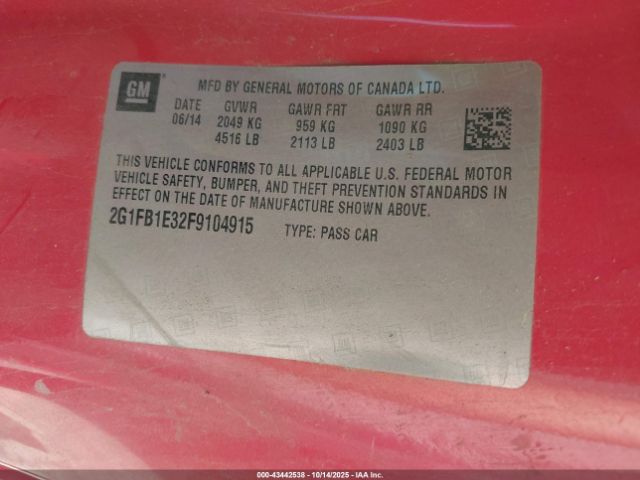 GM
MFD BY GENERAL MOTORS OF CANADA LTD.
DATE GVWR GAWR FRT GAWR RR
06/14 2049 KG 959 KG 1090 KG
4516 LB 2113 LB 2403 LB
THIS VEHICLE CONFORMS TO ALL APPLICABLE U.S. FEDERAL MOTOR
VEHICLE SAFETY, BUMPER, AND THEFT PREVENTION STANDARDS IN
EFFECT ON THE DATE OF MANUFACTURE SHOWN ABOVE.
2G1FB1E32F9104915 TYPE: PASS CAR
000-43442538 - 10/14/2025 - IAA Inc.